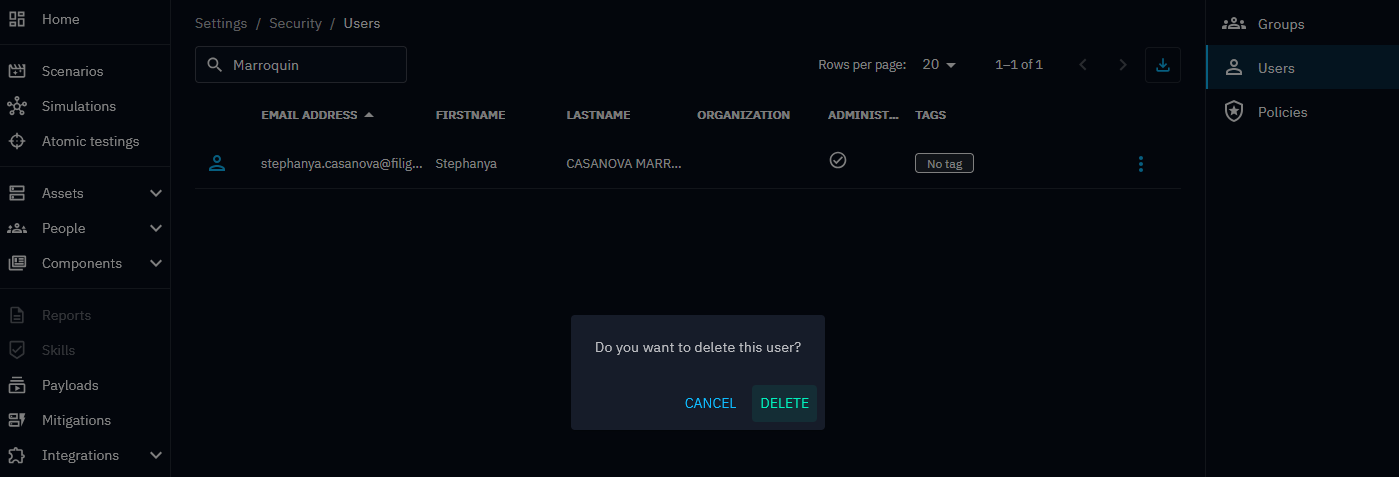 Home
Scenarios
Simulations
Atomic testings
Assets
People
Components
Reports
Skills
Payloads
Mitigations
Integrations
Settings / Security / Users
Marroquin
Rows per page: 20 1–1 of 1
EMAIL ADDRESS FIRSTNAME LASTNAME ORGANIZATION ADMINIST... TAGS
stephanya.casanova@filig... Stephanya CASANOVA MARR... No tag
Do you want to delete this user?
CANCEL DELETE
Groups
Users
Policies